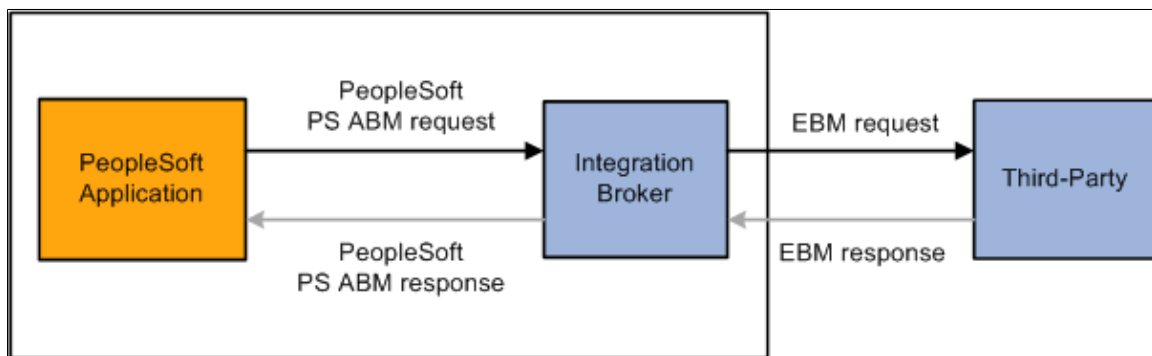 PeopleSoft
Application
PeopleSoft
PS ABM request
PeopleSoft
PS ABM response
Integration
Broker
EBM request
EBM response
Third-Party